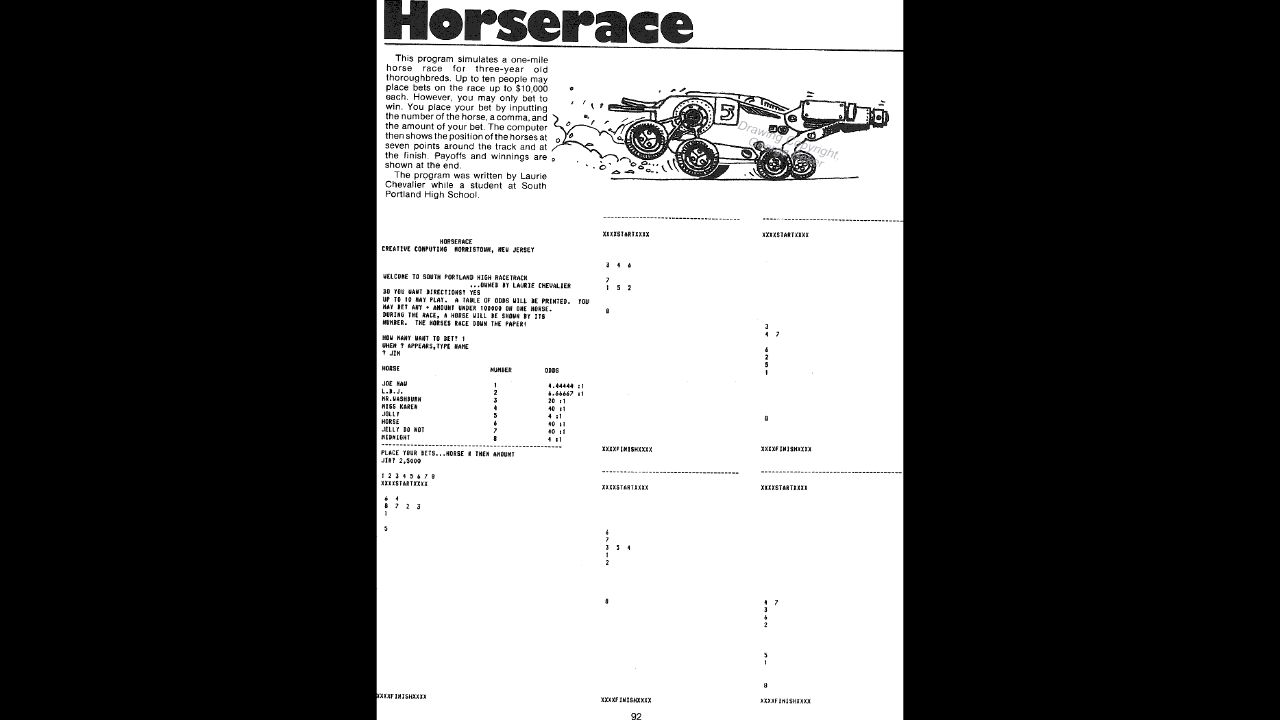 Horserace
This program simulates a one-mile
horse race for three-year old
thoroughbreds. Up to ten people may
place bets on the race up to $10,000
each. However, you may only bet to
win. You place your bet by inputting
the number of the horse, a comma, and
the amount of your bet. The computer
then shows the position of the horses at
seven points around the track and at
the finish. Payoffs and winnings are
shown at the end.
The program was written by Laurie
Chevalier while a student at South
Portland High School.
3
Drawing Copyright,
HORSERACE
CREATIVE COMPUTING MORRISTOWN, NEW JERSEY
WELCOME TO SOUTH PORTLAND HIGH RACETRACK
...OWNED BY LAURIE CHEVALIER
DO YOU WANT DIRECTIONS? YES
UP TO 10 MAY PLAY. A TABLE OF ODDS WILL BE PRINTED. YOU
MAY BET ANY + AMOUNT UNDER 100000 ON ONE HORSE.
DURING THE RACE, A HORSE WILL BE SHOWN BY ITS
NUMBER. THE HORSES RACE DOWN THE PAPER!
HOW MANY WANT TO BET? 1
WHEN ? APPEARS,TYPE NAME
? JIM
HORSE NUMBER ODDS
JOE MAW 1 4.44444 :1
L.B.J. 2 6.66667 :1
MR.WASHBURN 3 20 :1
MISS KAREN 4 40 :1
JOLLY 5 4 :1
HORSE 6 40 :1
JELLY DO NOT 7 40 :1
MIDNIGHT 8 4 :1
--------------------------------------------------
PLACE YOUR BETS...HORSE # THEN AMOUNT
JIM? 2,5000
1 2 3 4 5 6 7 8
XXXXSTARTXXXX
6 4
8 7 2 3
1
5
XXXXFINISHXXXX
--------------------------------------------------
XXXXSTARTXXXX
3 4 6
7
1 5 2
8
XXXXFINISHXXXX
--------------------------------------------------
XXXXSTARTXXXX
6
7
3 5 4
1
2
8
XXXXFINISHXXXX
--------------------------------------------------
XXXXSTARTXXXX
3
4 7
6
2
5
1
8
XXXXFINISHXXXX
--------------------------------------------------
XXXXSTARTXXXX
4 7
3
6
2
5
1
8
XXXXFINISHXXXX
92